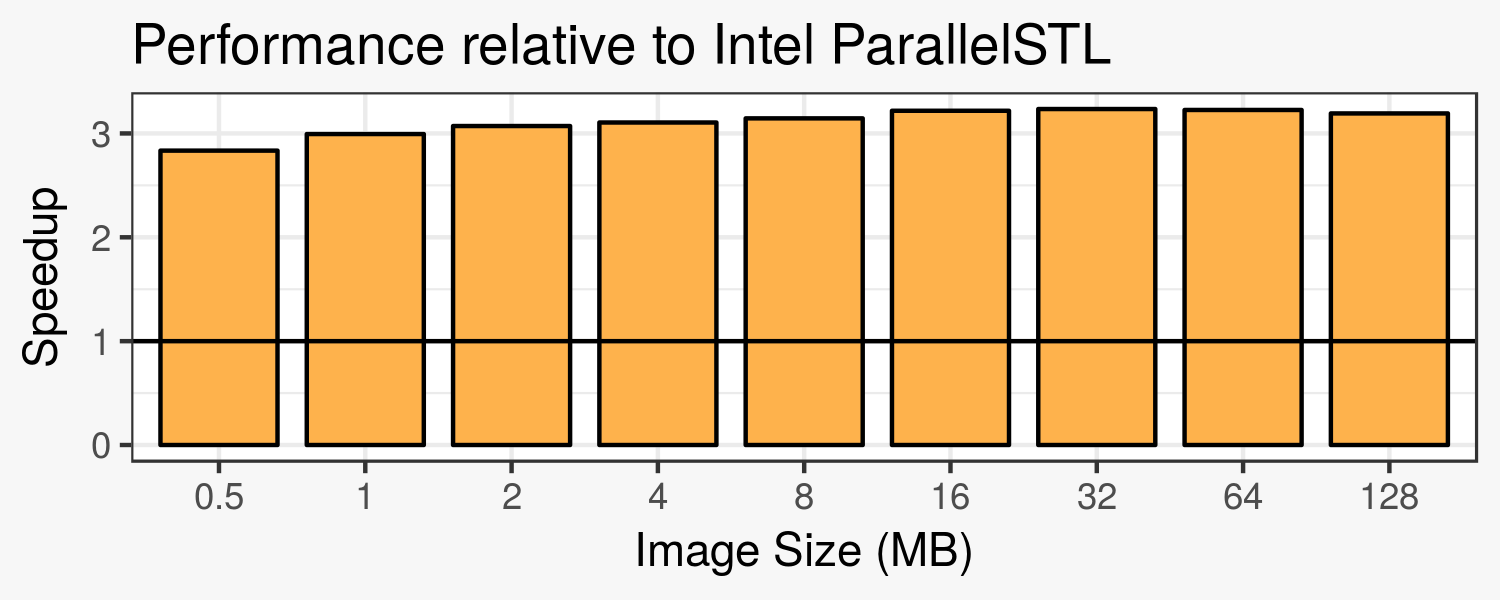 Performance relative to Intel ParallelSTL
Speedup
3
2
1
0
0.5 1 2 4 8 16 32 64 128
Image Size (MB)